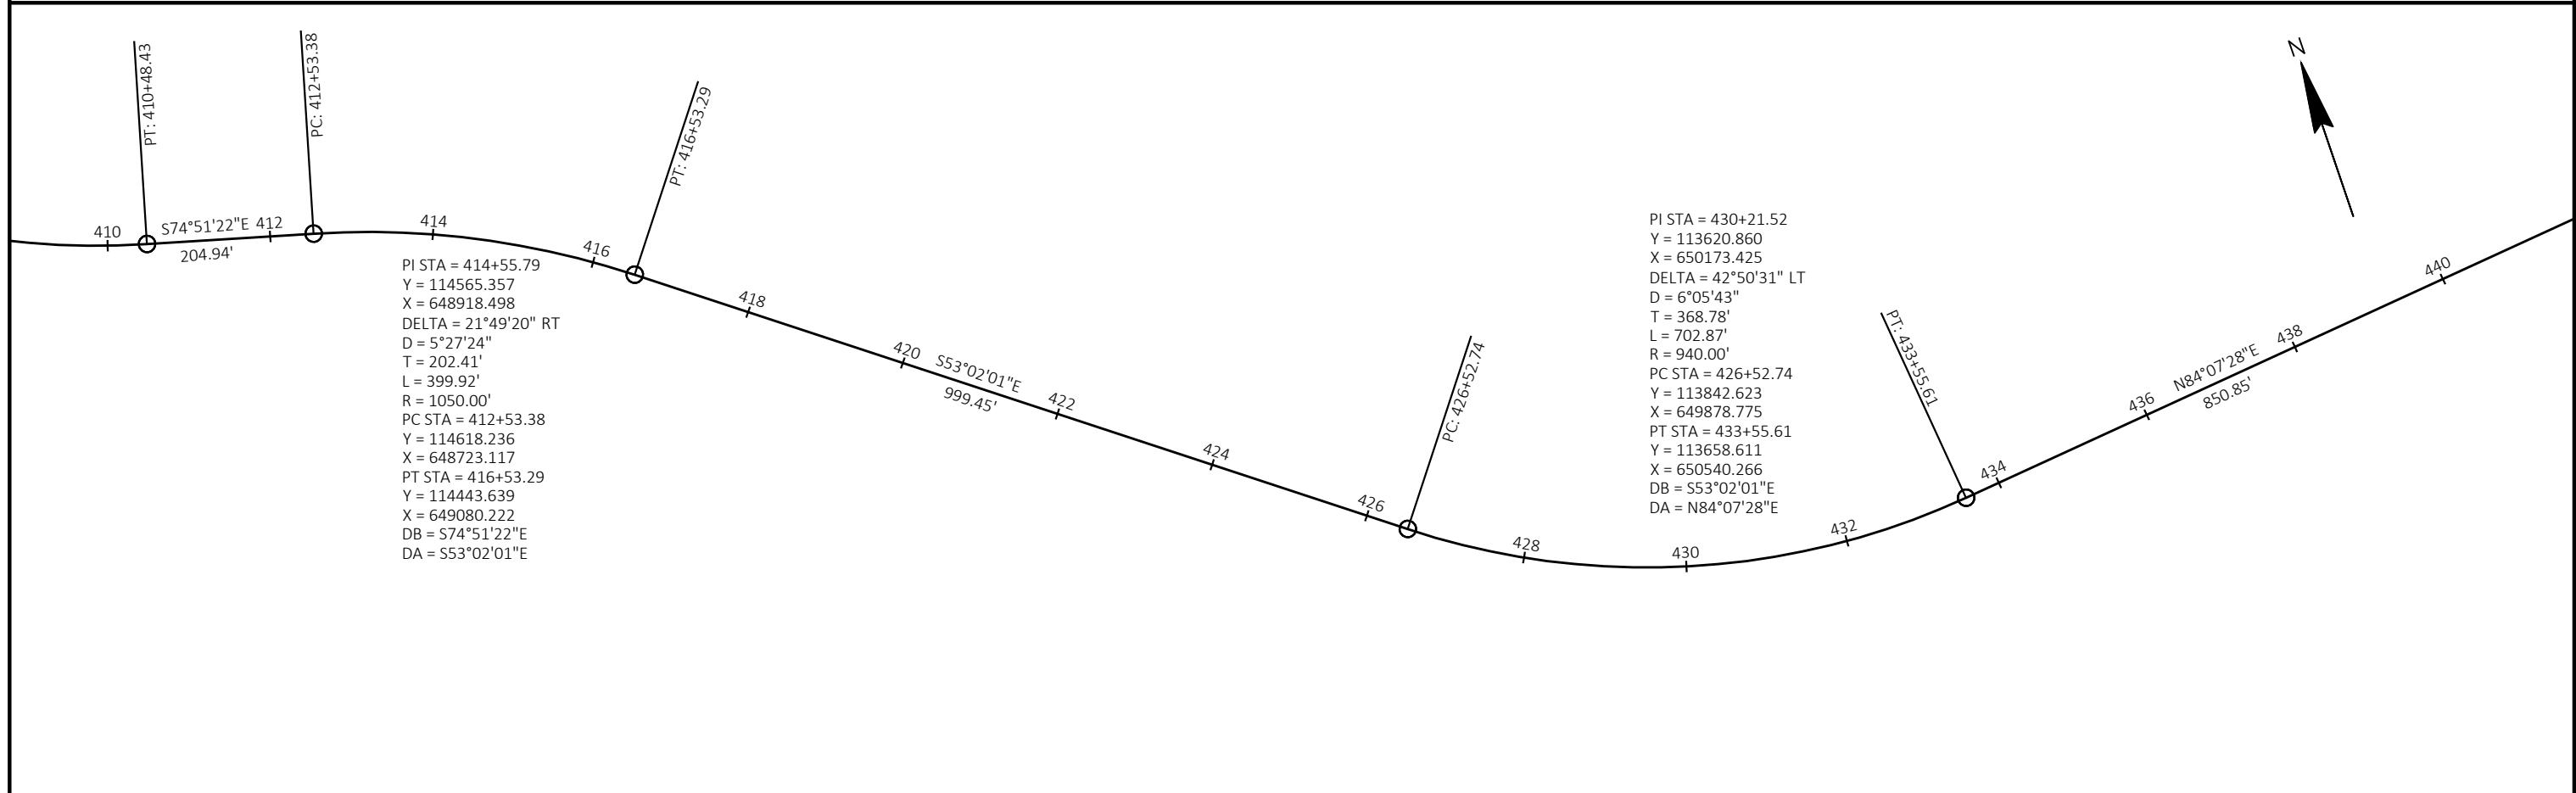 PT: 410+48.43
PC: 412+53.38
PT: 416+53.29
N
410
S74°51'22"E
204.94'
412
414
416
418
420
S53°02'01"E
999.45'
422
424
426
PC: 426+52.74
428
430
432
PT: 433+55.61
434
436
N84°07'28"E
850.85'
438
440
PI STA = 414+55.79
Y = 114565.357
X = 648918.498
DELTA = 21°49'20" RT
D = 5°27'24"
T = 202.41'
L = 399.92'
R = 1050.00'
PC STA = 412+53.38
Y = 114618.236
X = 648723.117
PT STA = 416+53.29
Y = 114443.639
X = 649080.222
DB = S74°51'22"E
DA = S53°02'01"E
PI STA = 430+21.52
Y = 113620.860
X = 650173.425
DELTA = 42°50'31" LT
D = 6°05'43"
T = 368.78'
L = 702.87'
R = 940.00'
PC STA = 426+52.74
Y = 113842.623
X = 649878.775
PT STA = 433+55.61
Y = 113658.611
X = 650540.266
DB = S53°02'01"E
DA = N84°07'28"E